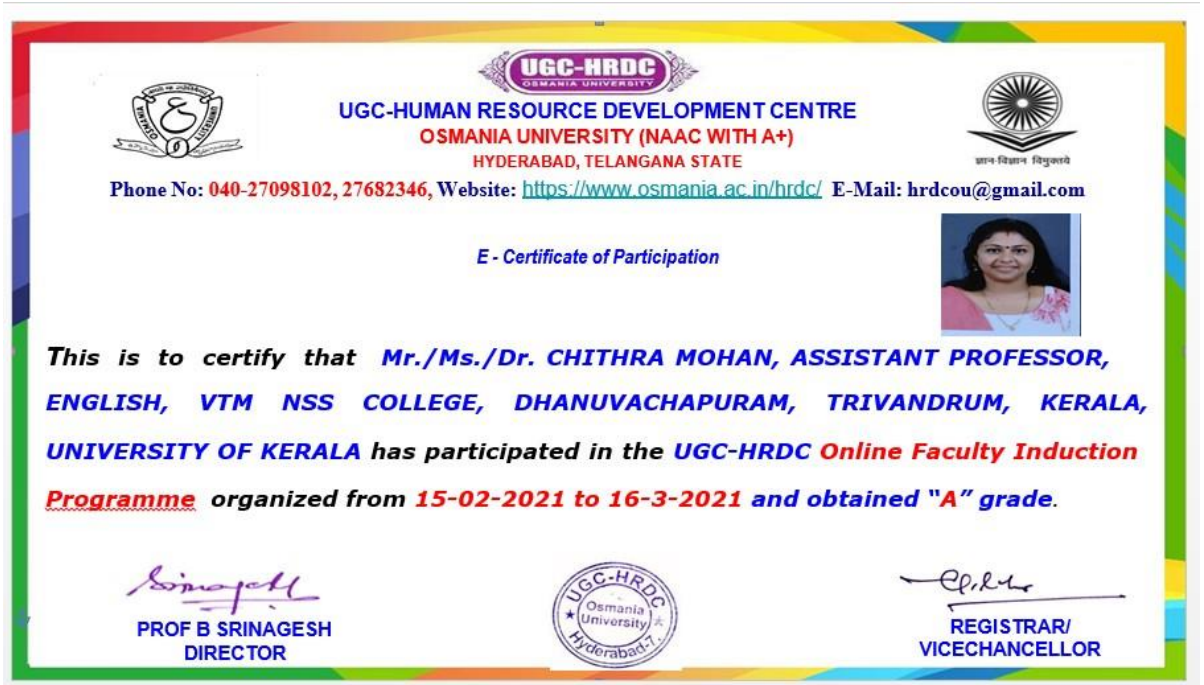 UGC-HRDC
OSMANIA UNIVERSITY
UGC-HUMAN RESOURCE DEVELOPMENT CENTRE
OSMANIA UNIVERSITY (NAAC WITH A+)
HYDERABAD, TELANGANA STATE
OSMANIA UNIVERSITY
ज्ञान-विज्ञान विमुक्तये
Phone No: 040-27098102, 27682346, Website: https://www.osmania.ac.in/hrdc/ E-Mail: hrdcou@gmail.com
E - Certificate of Participation
This is to certify that Mr./Ms./Dr. CHITHRA MOHAN, ASSISTANT PROFESSOR,
ENGLISH, VTM NSS COLLEGE, DHANUVACHAPURAM, TRIVANDRUM, KERALA,
UNIVERSITY OF KERALA has participated in the UGC-HRDC Online Faculty Induction
Programme organized from 15-02-2021 to 16-3-2021 and obtained “A” grade.
UGC-HRDC
Osmania
University
Hyderabad-7.
PROF B SRINAGESH
DIRECTOR
REGISTRAR/
VICECHANCELLOR